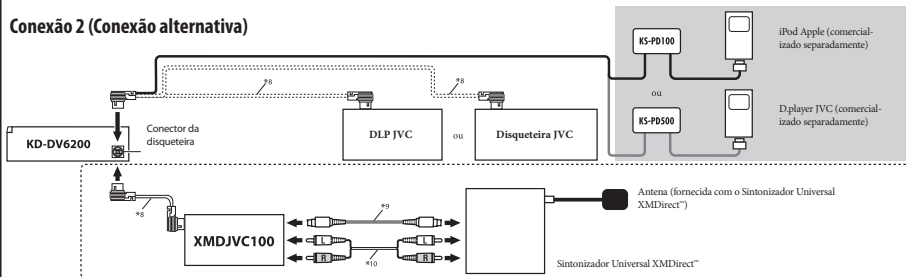 Conexão 2 (Conexão alternativa)
KS-PD100
iPod Apple (comercial-
izado separadamente)
*8
*8
ou
KD-DV6200
Conector da
disqueteira
DLP JVC
ou
Disqueteira JVC
KS-PD500
D.player JVC (comercial-
izado separadamente)
*8
XMDJVC100
*9
L
L
R
R
*10
Antena (fornecida com o Sintonizador Universal
XMDirect™)
Sintonizador Universal XMDirect™